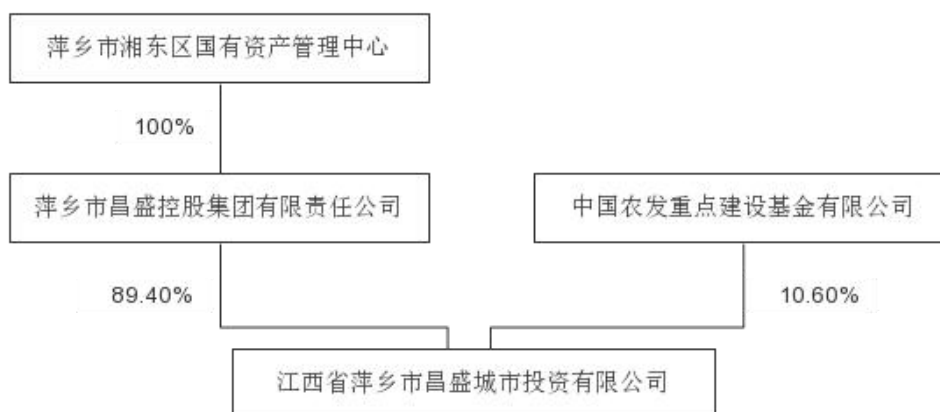 萍乡市湘东区国有资产管理中心
100%
萍乡市昌盛控股集团有限责任公司
中国农发重点建设基金有限公司
89.40%
10.60%
江西省萍乡市昌盛城市投资有限公司